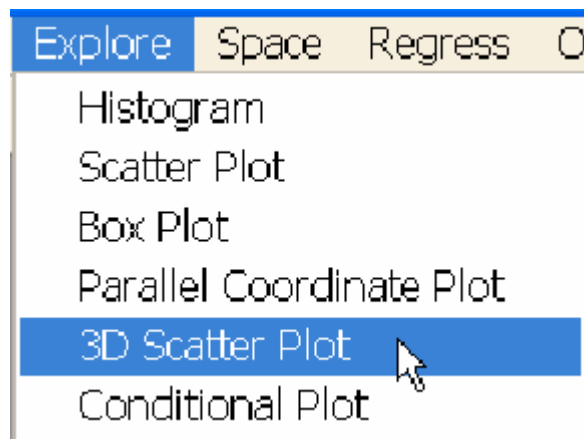 Explore Space Regress O
Histogram
Scatter Plot
Box Plot
Parallel Coordinate Plot
3D Scatter Plot
Conditional Plot